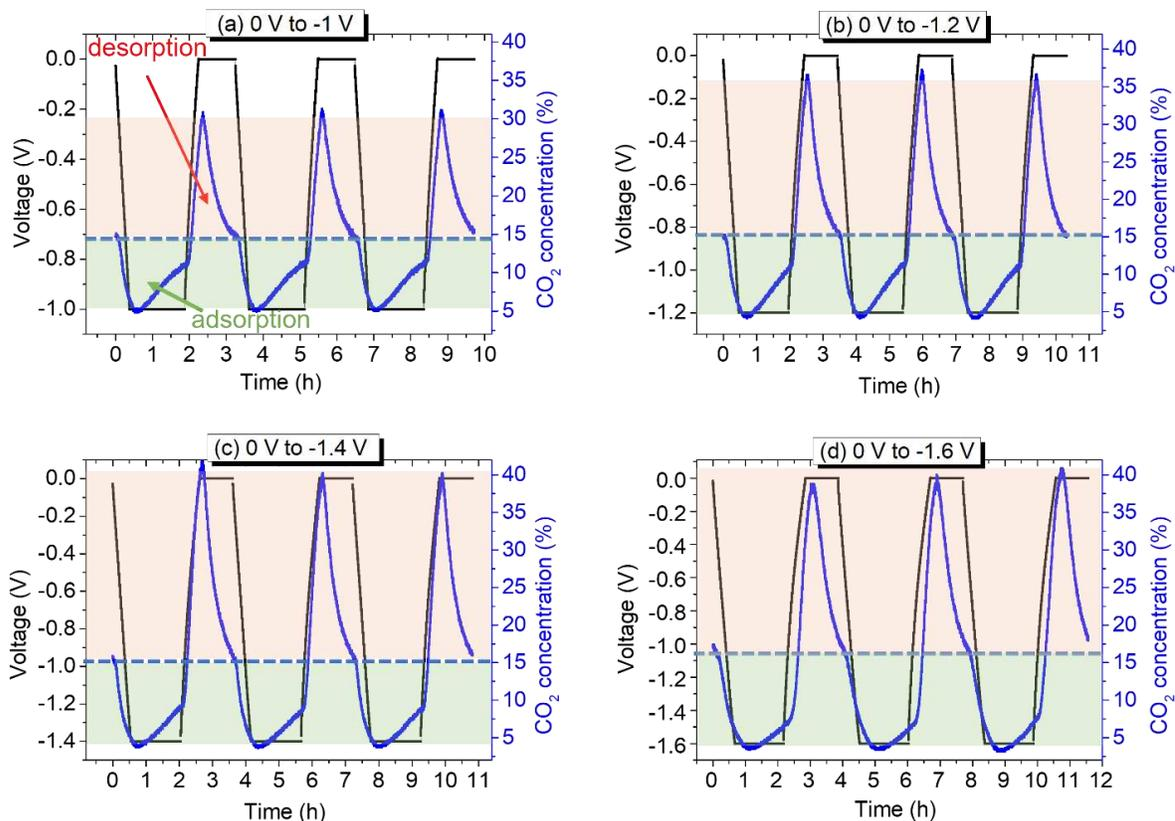 (a) 0 V to -1 V
desorption
adsorption
0.0
-0.2
-0.4
-0.6
-0.8
-1.0
Voltage (V)
40
35
30
25
20
15
10
5
CO2 concentration (%)
0 1 2 3 4 5 6 7 8 9 10
Time (h)
(b) 0 V to -1.2 V
0.0
-0.2
-0.4
-0.6
-0.8
-1.0
-1.2
Voltage (V)
40
35
30
25
20
15
10
5
CO2 concentration (%)
0 1 2 3 4 5 6 7 8 9 10 11
Time (h)
(c) 0 V to -1.4 V
0.0
-0.2
-0.4
-0.6
-0.8
-1.0
-1.2
-1.4
Voltage (V)
40
35
30
25
20
15
10
5
CO2 concentration (%)
0 1 2 3 4 5 6 7 8 9 10 11
Time (h)
(d) 0 V to -1.6 V
0.0
-0.2
-0.4
-0.6
-0.8
-1.0
-1.2
-1.4
-1.6
Voltage (V)
40
35
30
25
20
15
10
5
CO2 concentration (%)
0 1 2 3 4 5 6 7 8 9 10 11 12
Time (h)